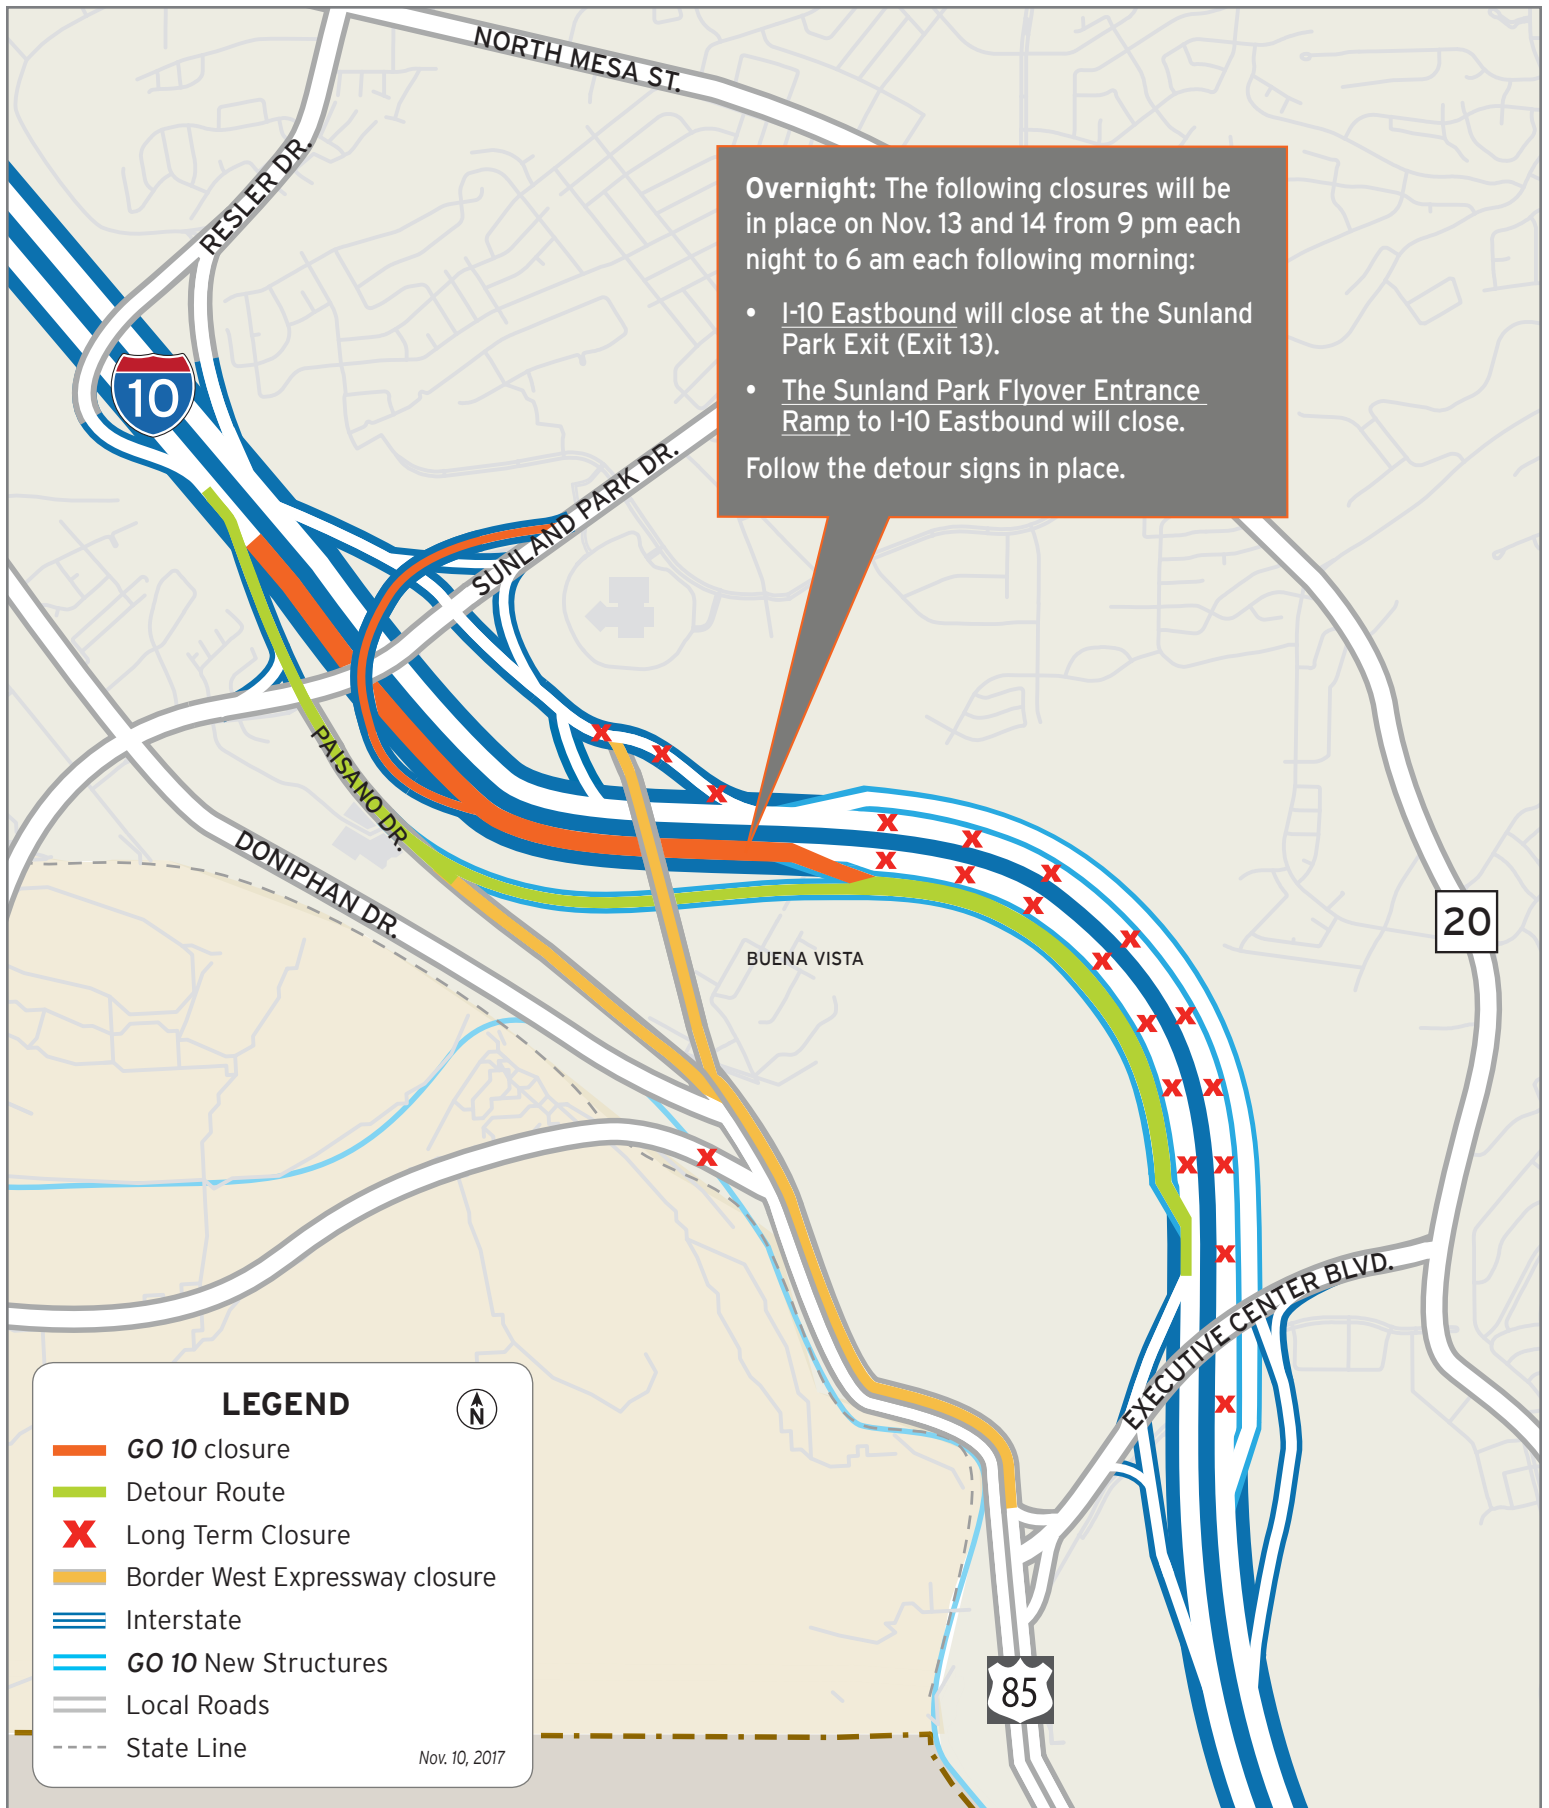 NORTH MESA ST.
RESLER DR.
Overnight: The following closures will be
in place on Nov. 13 and 14 from 9 pm each
night to 6 am each following morning:
• I-10 Eastbound will close at the Sunland
Park Exit (Exit 13).
• The Sunland Park Flyover Entrance
Ramp to I-10 Eastbound will close.
Follow the detour signs in place.
10
SUNLAND PARK DR.
PAISANO DR.
DONIPHAN DR.
BUENA VISTA
20
EXECUTIVE CENTER BLVD.
85
LEGEND
N
GO 10 closure
Detour Route
Long Term Closure
Border West Expressway closure
Interstate
GO 10 New Structures
Local Roads
State Line
Nov. 10, 2017